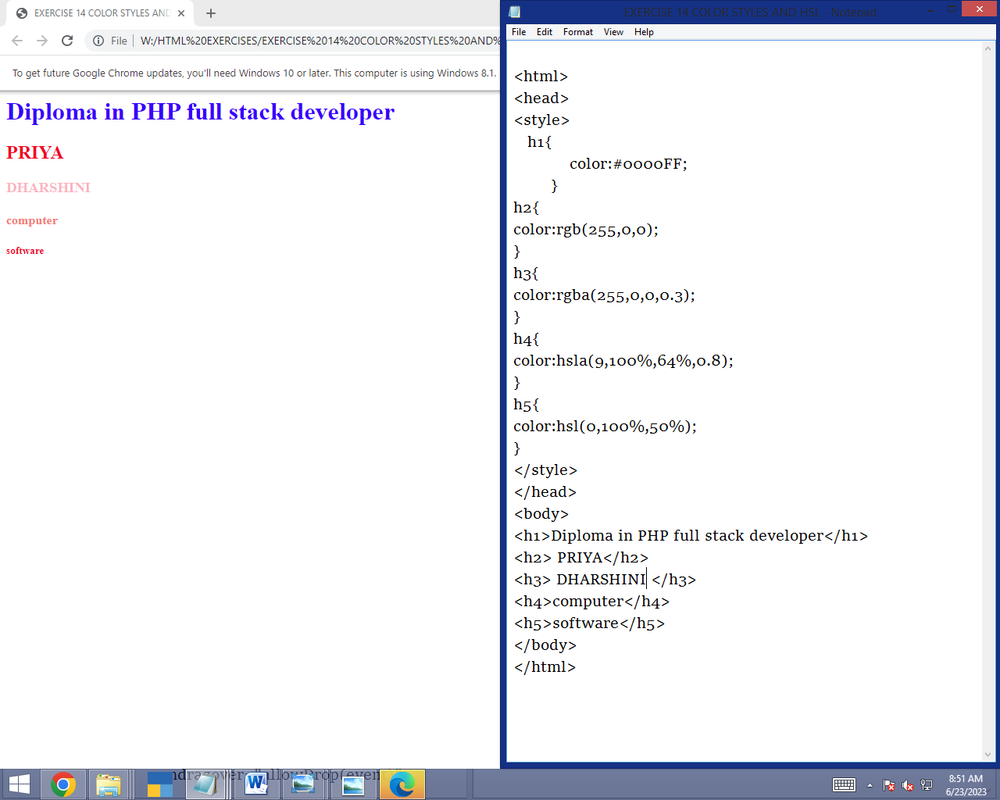 EXERCISE 14 COLOR STYLES AND
File
W:/HTML%20EXERCISES/EXERCISE%2014%20COLOR%20STYLES%20AND%
To get future Google Chrome updates, you'll need Windows 10 or later. This computer is using Windows 8.1.
Diploma in PHP full stack developer
PRIYA
DHARSHINI
computer
software
EXERCISE 14 COLOR STYLES AND HSL - Notepad
File Edit Format View Help
<html>
<head>
<style>
h1{
color:#0000FF;
}
h2{
color:rgb(255,0,0);
}
h3{
color:rgba(255,0,0,0.3);
}
h4{
color:hsla(9,100%,64%,0.8);
}
h5{
color:hsl(0,100%,50%);
}
</style>
</head>
<body>
<h1>Diploma in PHP full stack developer</h1>
<h2> PRIYA</h2>
<h3> DHARSHINI </h3>
<h4>computer</h4>
<h5>software</h5>
</body>
</html>
8:51 AM
6/23/2023